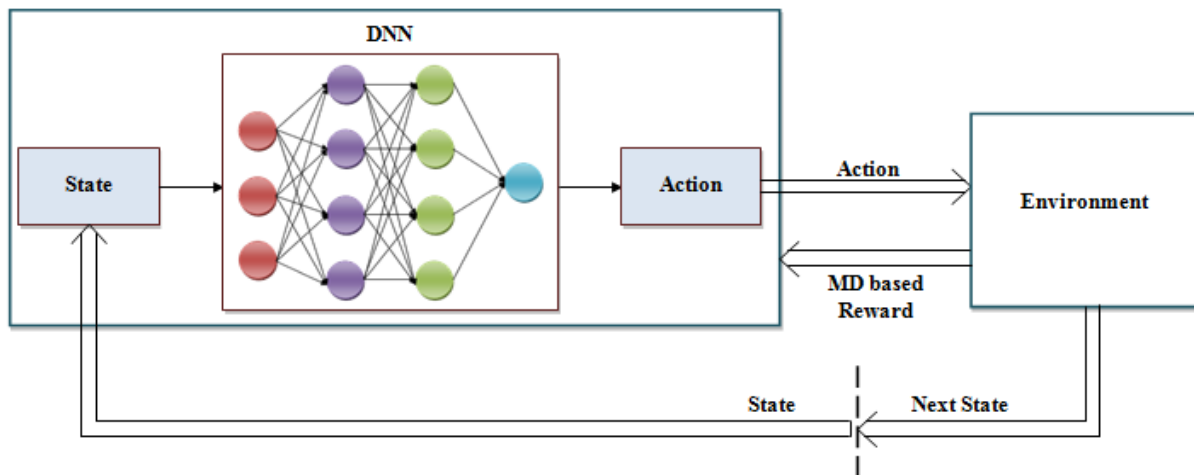 DNN
State
Action
Action
Environment
MD based
Reward
State
Next State